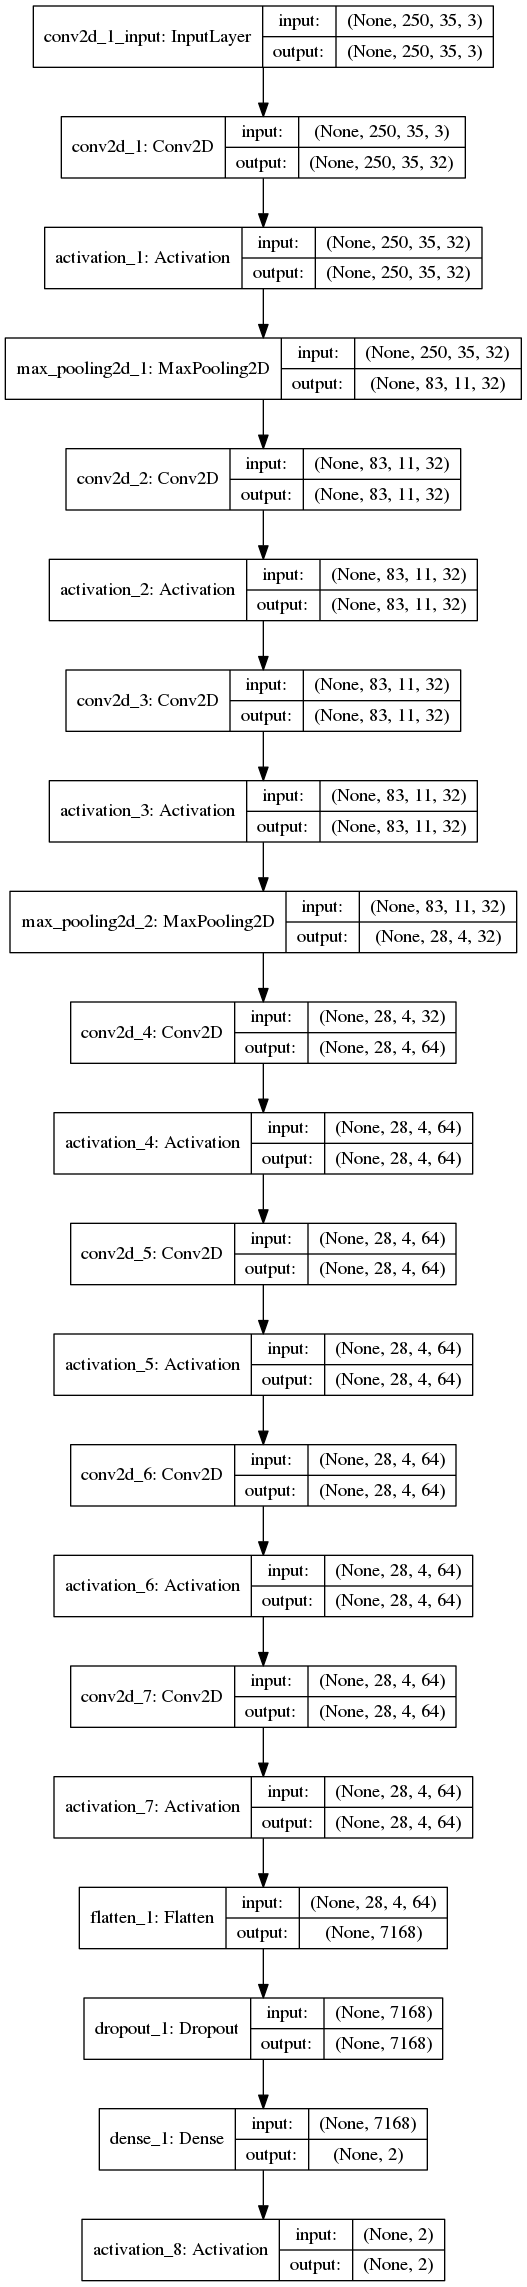 conv2d_1_input: InputLayer
input: (None, 250, 35, 3)
output: (None, 250, 35, 3)
conv2d_1: Conv2D
input: (None, 250, 35, 3)
output: (None, 250, 35, 32)
activation_1: Activation
input: (None, 250, 35, 32)
output: (None, 250, 35, 32)
max_pooling2d_1: MaxPooling2D
input: (None, 250, 35, 32)
output: (None, 83, 11, 32)
conv2d_2: Conv2D
input: (None, 83, 11, 32)
output: (None, 83, 11, 32)
activation_2: Activation
input: (None, 83, 11, 32)
output: (None, 83, 11, 32)
conv2d_3: Conv2D
input: (None, 83, 11, 32)
output: (None, 83, 11, 32)
activation_3: Activation
input: (None, 83, 11, 32)
output: (None, 83, 11, 32)
max_pooling2d_2: MaxPooling2D
input: (None, 83, 11, 32)
output: (None, 28, 4, 32)
conv2d_4: Conv2D
input: (None, 28, 4, 32)
output: (None, 28, 4, 64)
activation_4: Activation
input: (None, 28, 4, 64)
output: (None, 28, 4, 64)
conv2d_5: Conv2D
input: (None, 28, 4, 64)
output: (None, 28, 4, 64)
activation_5: Activation
input: (None, 28, 4, 64)
output: (None, 28, 4, 64)
conv2d_6: Conv2D
input: (None, 28, 4, 64)
output: (None, 28, 4, 64)
activation_6: Activation
input: (None, 28, 4, 64)
output: (None, 28, 4, 64)
conv2d_7: Conv2D
input: (None, 28, 4, 64)
output: (None, 28, 4, 64)
activation_7: Activation
input: (None, 28, 4, 64)
output: (None, 28, 4, 64)
flatten_1: Flatten
input: (None, 28, 4, 64)
output: (None, 7168)
dropout_1: Dropout
input: (None, 7168)
output: (None, 7168)
dense_1: Dense
input: (None, 7168)
output: (None, 2)
activation_8: Activation
input: (None, 2)
output: (None, 2)